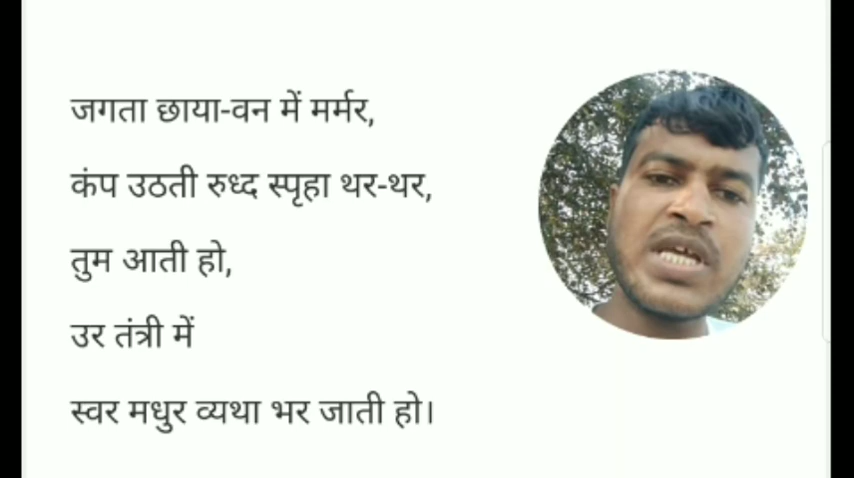 जगता छाया-वन में मर्मर,
कंप उठती रुध्द स्पृहा थर-थर,
तुम आती हो,
उर तंत्री में
स्वर मधुर व्यथा भर जाती हो।